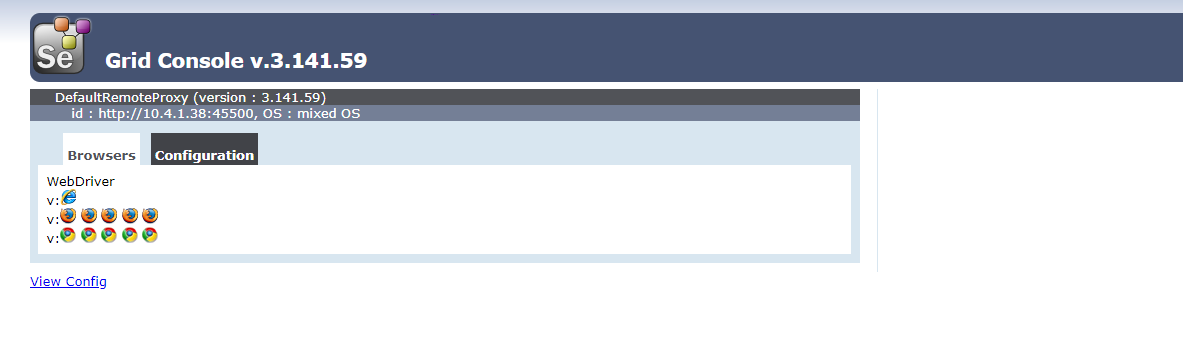 Se
Grid Console v.3.141.59
DefaultRemoteProxy (version : 3.141.59)
id : http://10.4.1.38:45500, OS : mixed OS
Browsers Configuration
WebDriver
v:
v:
v:
View Config